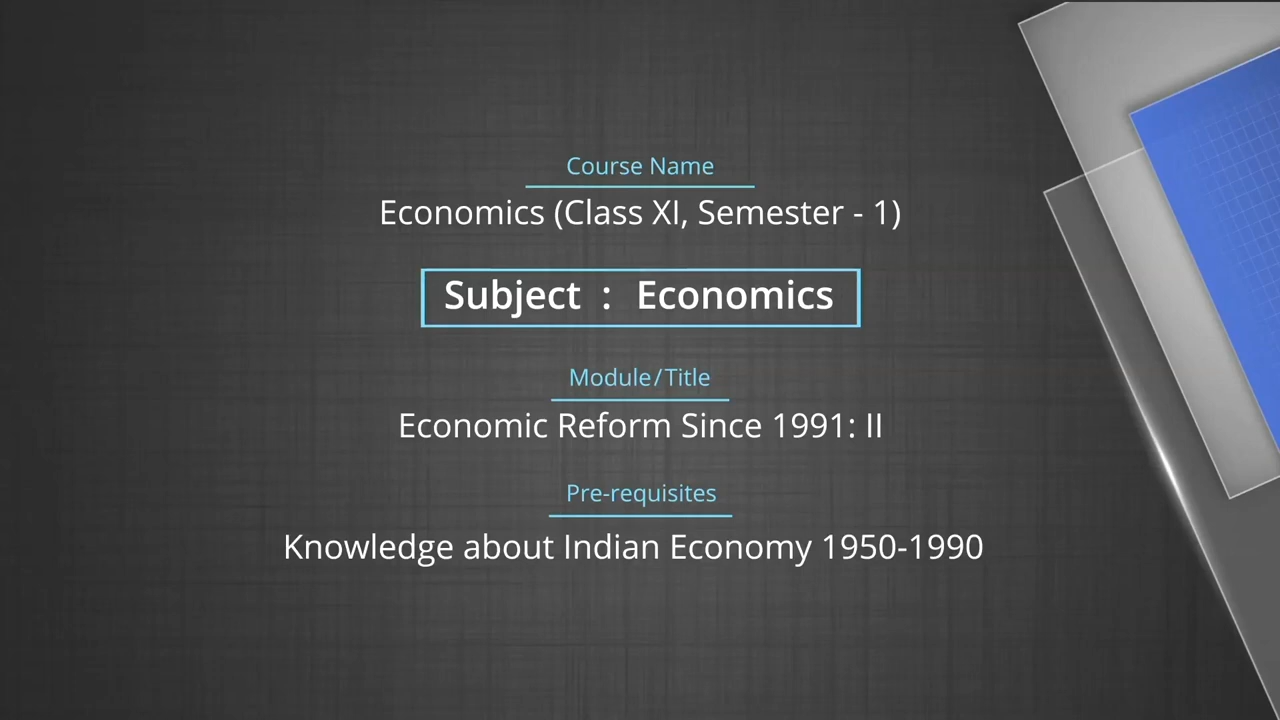 Course Name
Economics (Class XI, Semester - 1)
Subject : Economics
Module/Title
Economic Reform Since 1991: II
Pre-requisites
Knowledge about Indian Economy 1950-1990